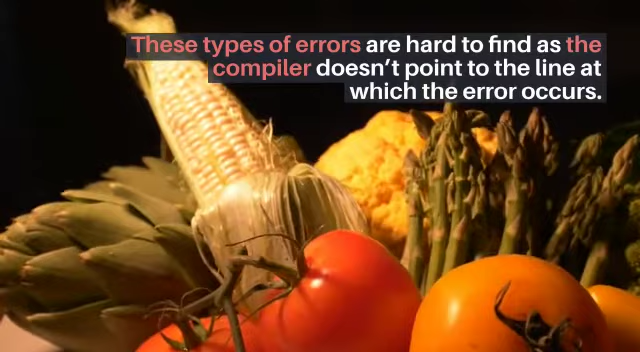 These types of errors are hard to find as the
compiler doesn’t point to the line at
which the error occurs.